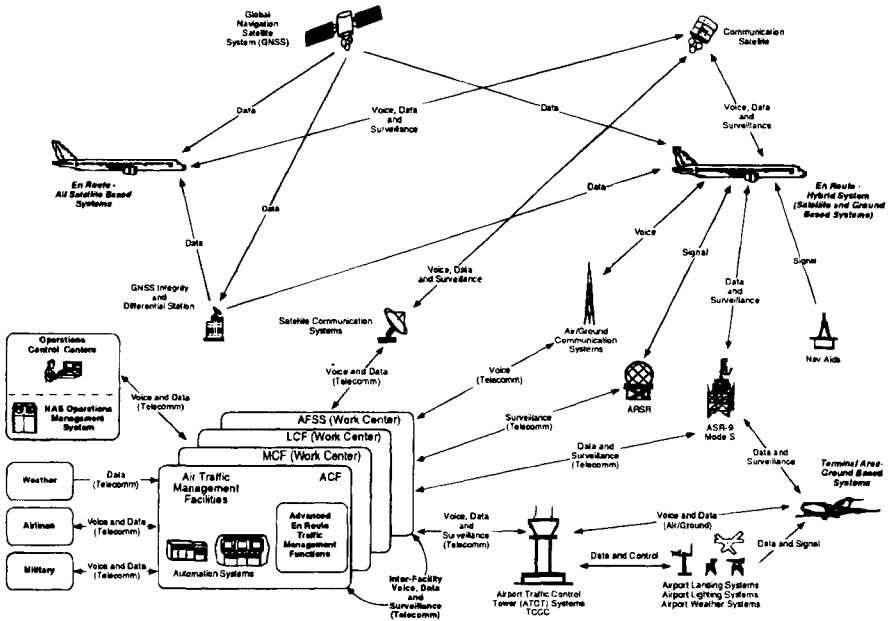 Global
Navigation
Satellite
System (GNSS)
Communication
Satellite
Data
Voice, Data
and
Surveillance
Data
Voice, Data
and
Surveillance
En Route -
All Satellite Based
Systems
En Route -
Hybrid System
(Satellite and Ground
Based Systems)
Data
Data
Data
Voice
Signal
Signal
Voice, Data
and Surveillance
Data
and
Surveillance
GNSS Integrity
and
Differential Station
Satellite Communication
Systems
Air/Ground
Communication
Systems
Nav Aids
Operations
Control Centers
NAS Operations
Management
System
Voice and Data
(Telecomm)
Voice and Data
(Telecomm)
Voice
(Telecomm)
ARSR
ASR-9
Mode S
Surveillance
(Telecomm)
Data and
Surveillance
(Telecomm)
Data and
Surveillance
AFSS (Work Center)
LCF (Work Center)
MCF (Work Center)
Air Traffic
Management
Facilities
ACF
Advanced
En Route
Traffic
Management
Functions
Automation Systems
Weather
Data
(Telecomm)
Airlines
Voice and Data
(Telecomm)
Military
Voice and Data
(Telecomm)
Terminal Area-
Ground Based
Systems
Voice, Data
and
Surveillance
(Telecomm)
Voice and Data
(Air/Ground)
Data and Signal
Data and Control
Inter-Facility
Voice, Data
and
Surveillance
(Telecomm)
Airport Traffic Control
Tower (ATCT) Systems
TCCC
Airport Landing Systems
Airport Lighting Systems
Airport Weather Systems